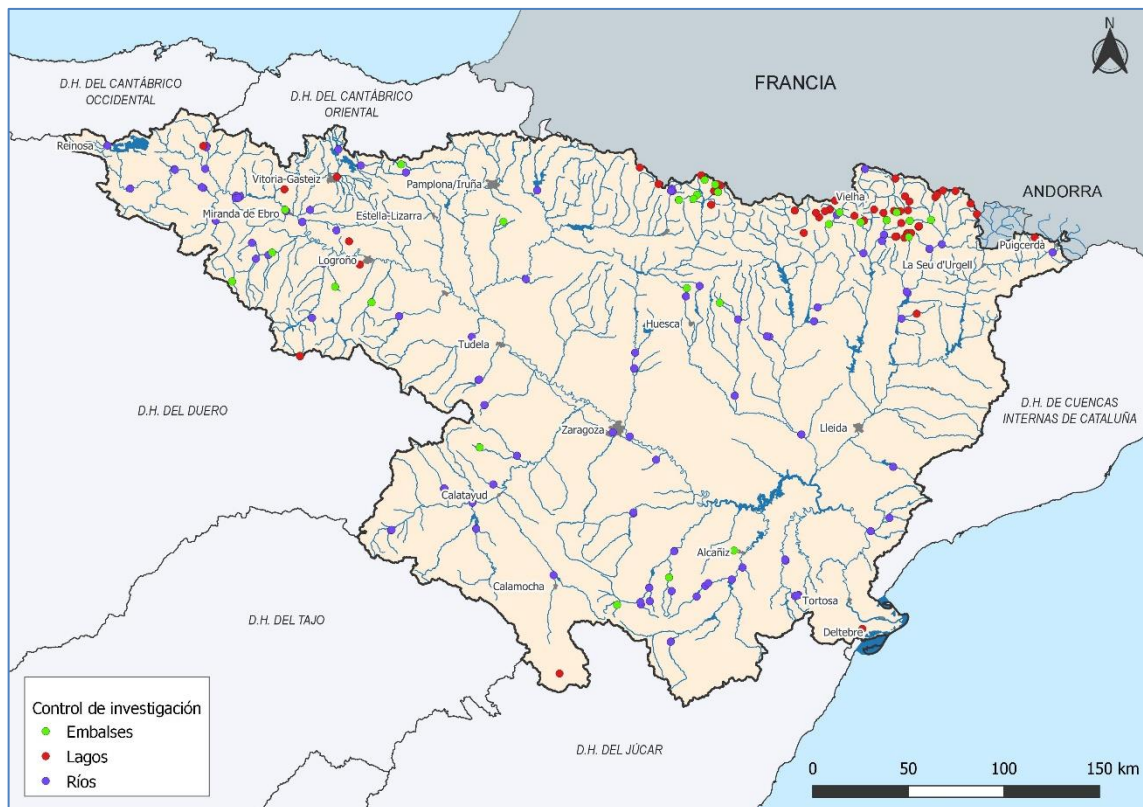 N
D.H. DEL CANTÁBRICO
OCCIDENTAL
D.H. DEL CANTÁBRICO
ORIENTAL
FRANCIA
Reinosa
Vitoria-Gasteiz
Pamplona/Iruña
Vielha
ANDORRA
Miranda de Ebro
Estella-Lizarra
Puigcerdà
Logroño
La Seu d'Urgell
Huesca
Tudela
D.H. DEL DUERO
D.H. DE CUENCAS
INTERNAS DE CATALUÑA
Zaragoza
Lleida
Calatayud
Alcañiz
Calamocha
Tortosa
D.H. DEL TAJO
Deltebre
Control de investigación
Embalses
Lagos
Ríos
D.H. DEL JÚCAR
0 50 100 150 km